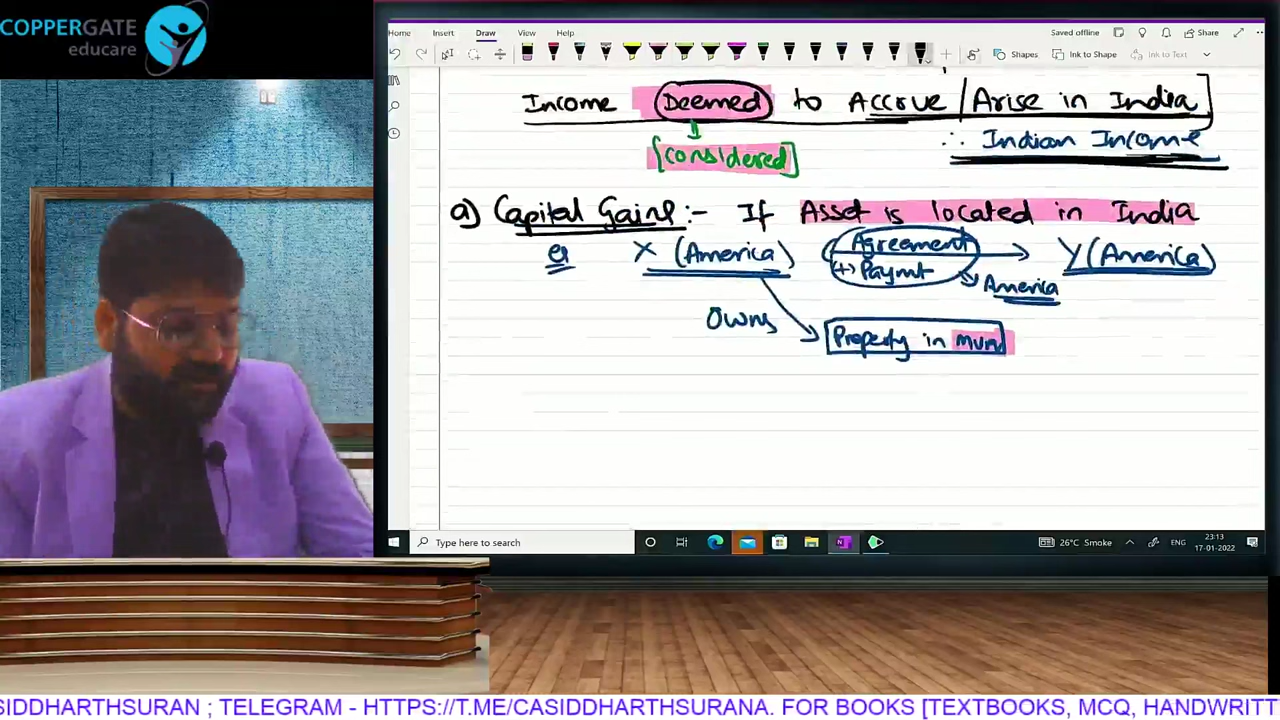 COPPERGATE
educare
Home Insert Draw View Help
Saved offline
Share
Shapes
Ink to Shape
Ink to Text
Income Deemed to Accrue / Arise in India
∴ Indian Income
[considered]
a) Capital Gains :- If Asset is located in India
X (America) Agreement Y (America)
(+) Paymt
America
Owns
Property in mum
Type here to search
26°C Smoke
ENG
23:13
17-01-2022
SIDDHARTHSURAN ; TELEGRAM - HTTPS://T.ME/CASIDDHARTHSURANA. FOR BOOKS [TEXTBOOKS, MCQ, HANDWRITT